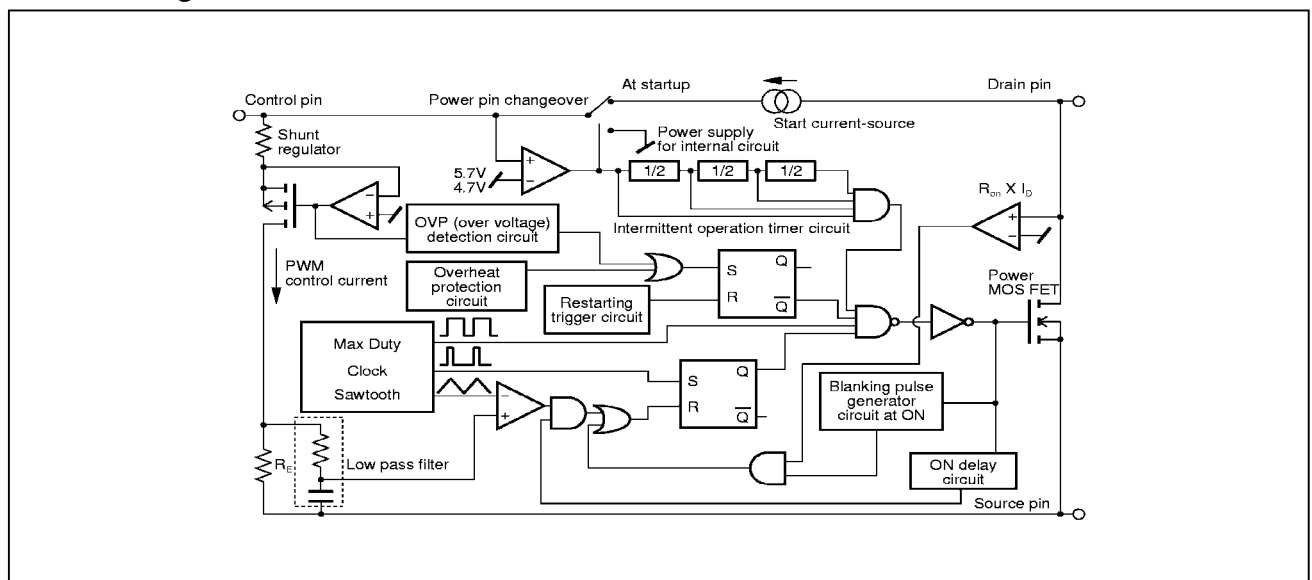 At startup
Drain pin
Control pin
Power pin changeover
Start current-source
Shunt
regulator
Power supply
for internal circuit
5.7V
4.7V
1/2
1/2
1/2
Ron X ID
OVP (over voltage)
detection circuit
Intermittent operation timer circuit
PWM
control current
Overheat
protection
circuit
Restarting
trigger circuit
S
R
Q
Q
Power
MOS FET
Max Duty
Clock
Sawtooth
S
R
Q
Q
Blanking pulse
generator
circuit at ON
RE
Low pass filter
ON delay
circuit
Source pin